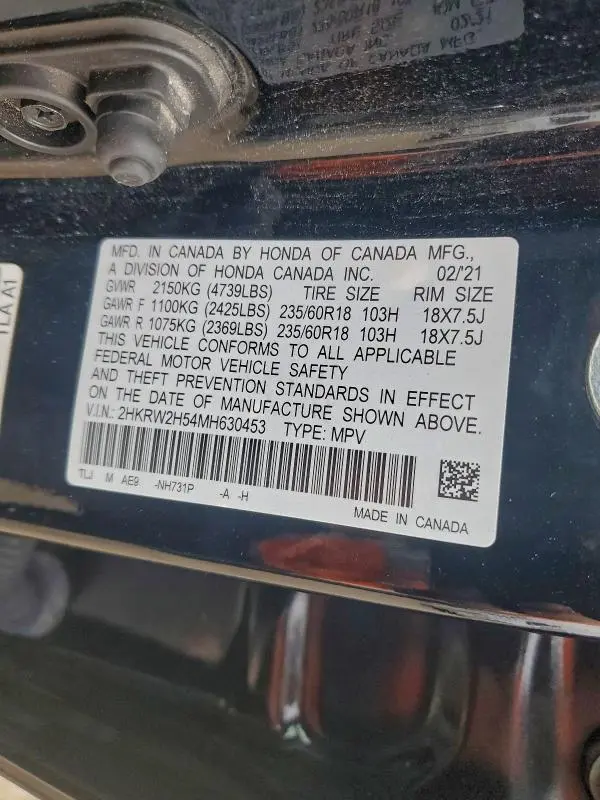 MFD. IN CANADA BY HONDA OF CANADA MFG.,
A DIVISION OF HONDA CANADA INC. 02/'21
GVWR 2150KG (4739LBS) TIRE SIZE RIM SIZE
GAWR F 1100KG (2425LBS) 235/60R18 103H 18X7.5J
GAWR R 1075KG (2369LBS) 235/60R18 103H 18X7.5J
THIS VEHICLE CONFORMS TO ALL APPLICABLE
FEDERAL MOTOR VEHICLE SAFETY
AND THEFT PREVENTION STANDARDS IN EFFECT
ON THE DATE OF MANUFACTURE SHOWN ABOVE.
V.I.N.: 2HKRW2H54MH630453 TYPE: MPV
TLJ M AE9 -NH731P -A -H
MADE IN CANADA
TLA A1